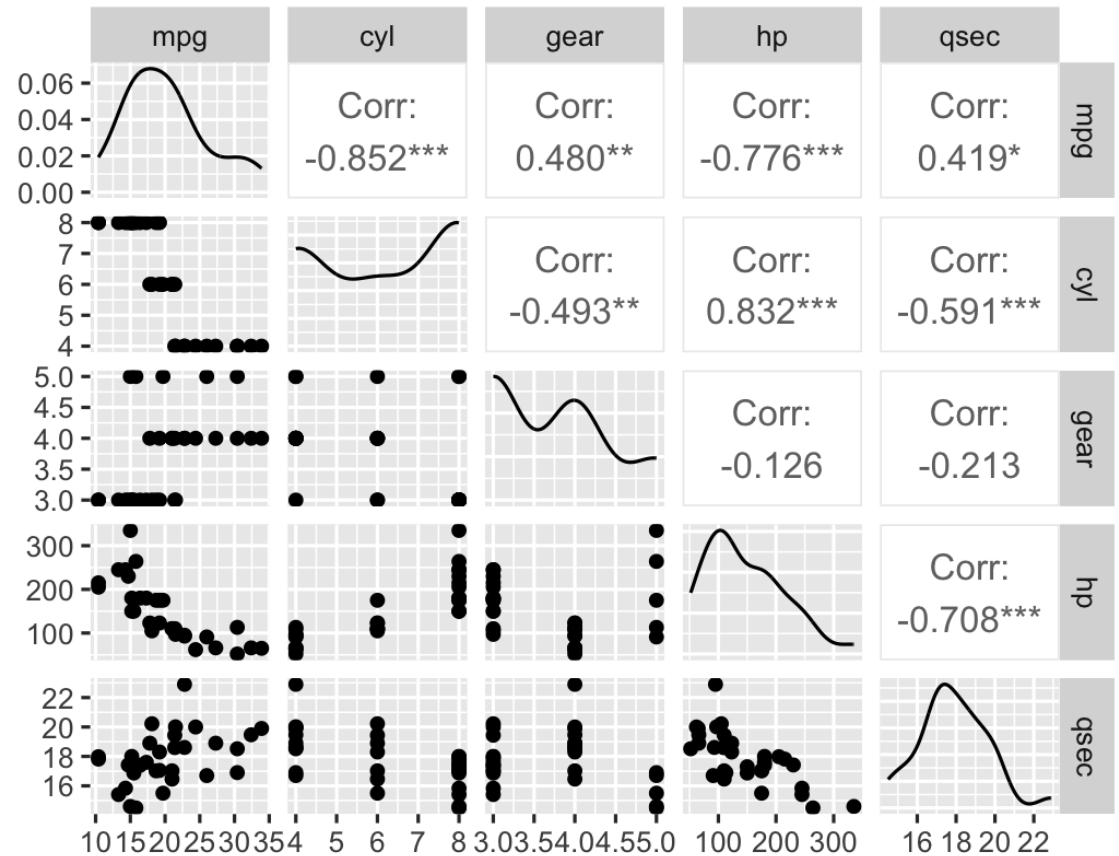 mpg cyl gear hp qsec
0.06
0.04
0.02
0.00
Corr:
-0.852***
Corr:
0.480**
Corr:
-0.776***
Corr:
0.419*
mpg
8
7
6
5
4
Corr:
-0.493**
Corr:
0.832***
Corr:
-0.591***
cyl
5.0
4.5
4.0
3.5
3.0
Corr:
-0.126
Corr:
-0.213
gear
300
200
100
Corr:
-0.708***
hp
22
20
18
16
qsec
10 15 20 25 30 35 4 5 6 7 8 3.0 3.5 4.0 4.5 5.0 100 200 300 16 18 20 22